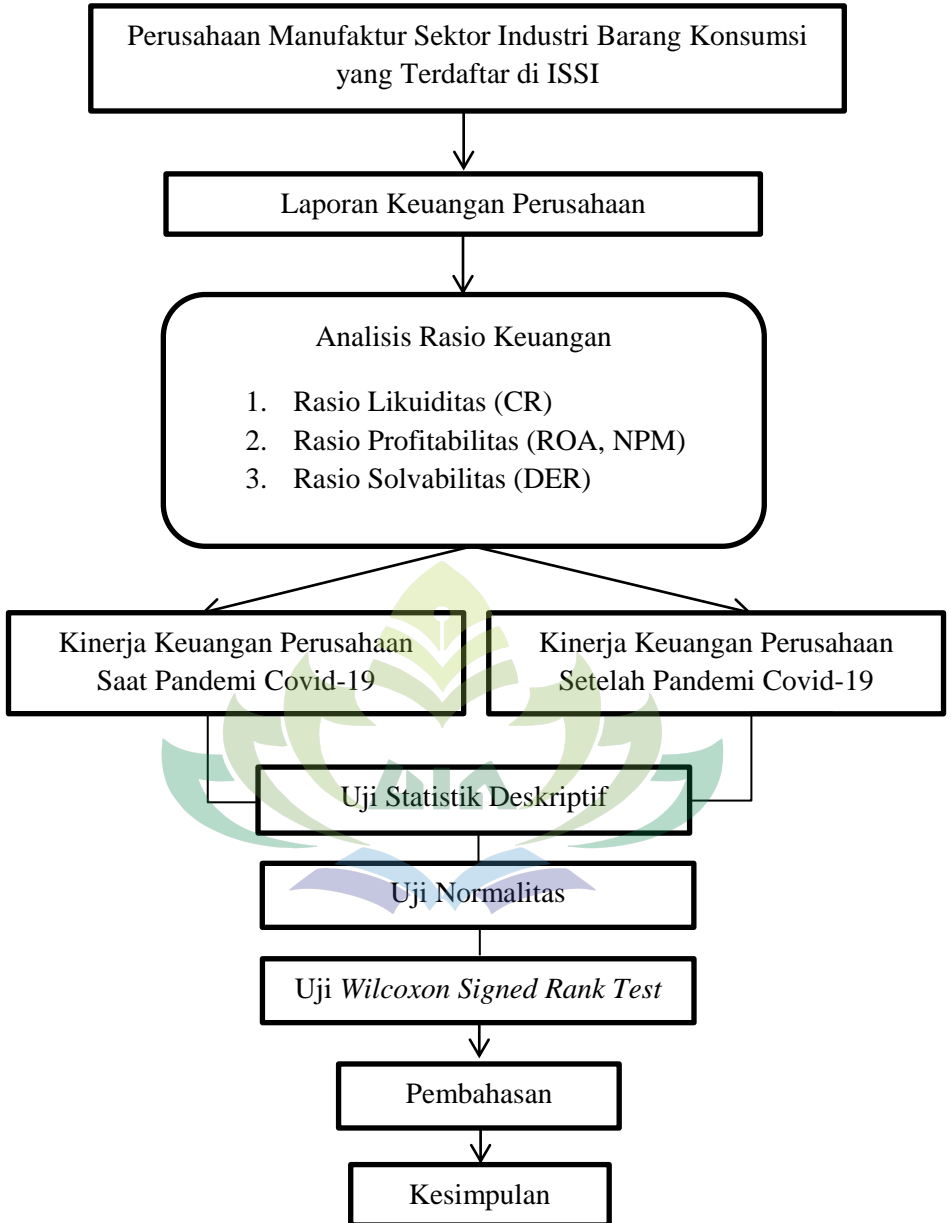 Perusahaan Manufaktur Sektor Industri Barang Konsumsi
yang Terdaftar di ISSI
Laporan Keuangan Perusahaan
Analisis Rasio Keuangan
1. Rasio Likuiditas (CR)
2. Rasio Profitabilitas (ROA, NPM)
3. Rasio Solvabilitas (DER)
Kinerja Keuangan Perusahaan
Saat Pandemi Covid-19
Kinerja Keuangan Perusahaan
Setelah Pandemi Covid-19
Uji Statistik Deskriptif
Uji Normalitas
Uji Wilcoxon Signed Rank Test
Pembahasan
Kesimpulan